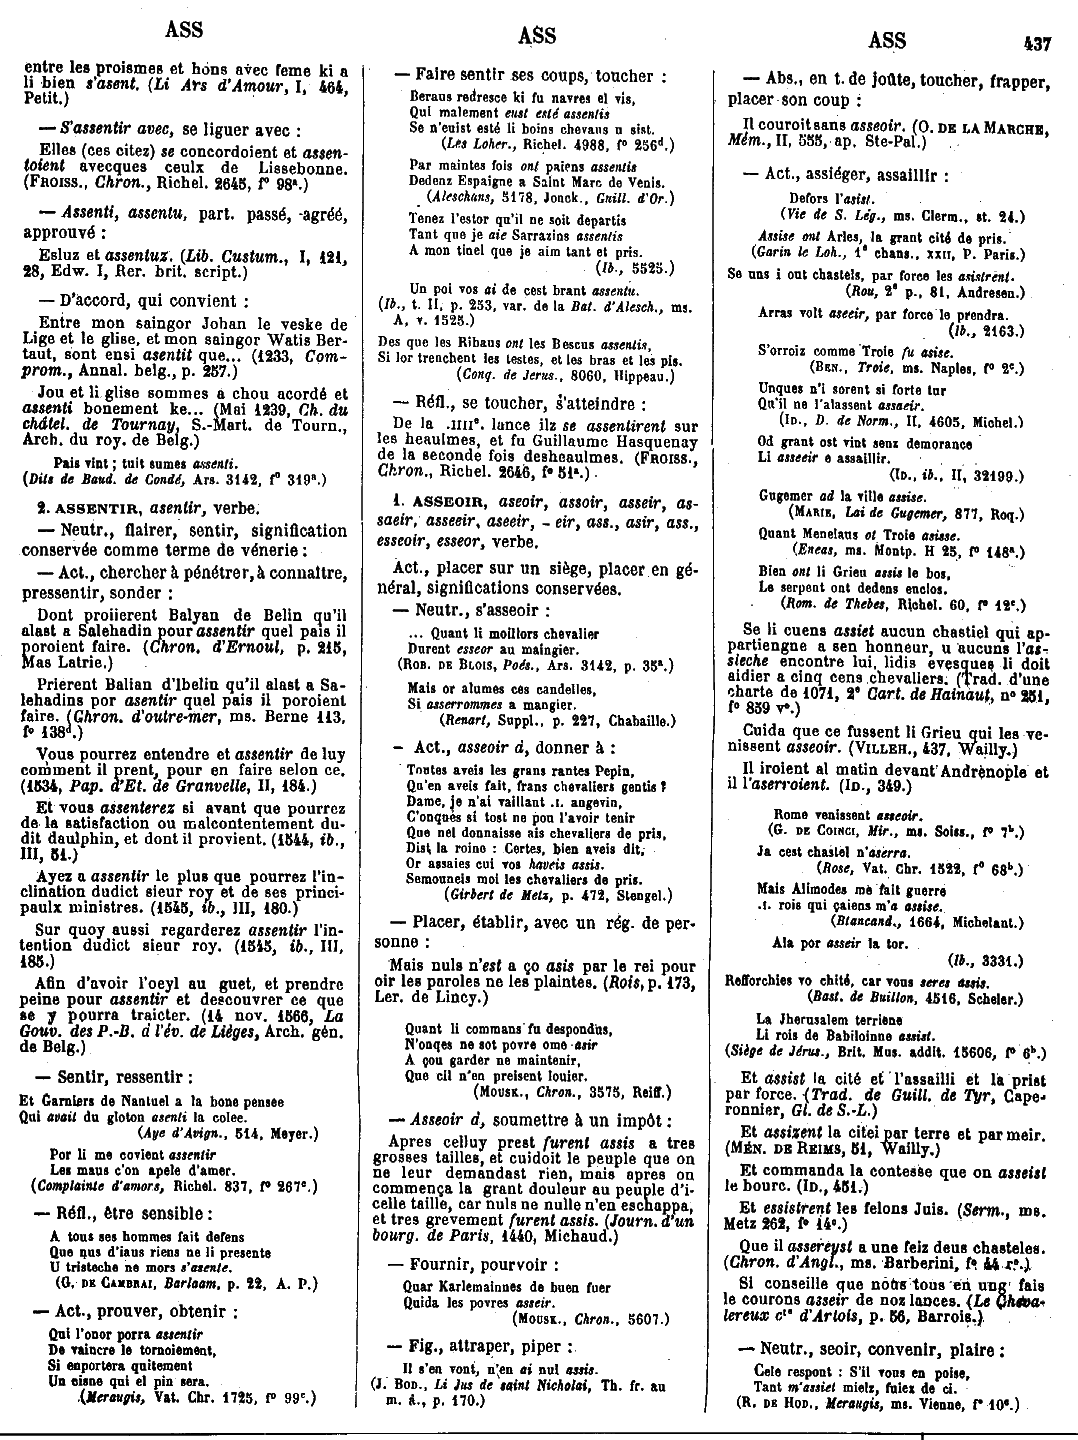 ASS
ASS
ASS
437
entre les proismes et hons avec feme ki a
li bien s'asent. (Li Ars d'Amour, I, 464,
Petit.)
— S'assentir avec, se liguer avec :
Elles (ces citez) se concordoient et assen-
toient avecques ceulx de Lissebonne.
(FROISS., Chron., Richel. 2645, f° 98ª.)
— Assenti, assentu, part. passé, agréé,
approuvé :
Esluz et assentuz. (Lib. Custum., I, 121,
28, Edw. I, Rer. brit. script.)
— D'accord, qui convient :
Entre mon saingor Johan le veske de
Lige et le glise, et mon saingor Watis Ber-
taut, sont ensi asentit que... (1233, Com-
prom., Annal. belg., p. 257.)
Jou et li glise sommes a chou acordé et
assenti bonement ke... (Mai 1239, Ch. du
châtel. de Tournay, S.-Mart. de Tourn.,
Arch. du roy. de Belg.)
Pais vint ; tuit sumes assenti.
(Dits de Baud. de Condé, Ars. 3142, f° 319ª.)
2. ASSENTIR, asentir, verbe.
— Neutr., flairer, sentir, signification
conservée comme terme de vénerie :
— Act., chercher à pénétrer, à connaître,
pressentir, sonder :
Dont proiierent Balyan de Belin qu'il
alast a Salehadin pour assentir quel pais il
poroient faire. (Chron. d'Ernoul, p. 215,
Mas Latrie.)
Prierent Balian d'Ibelin qu'il alast a Sa-
lehadins por asentir quel pais il poroient
faire. (Chron. d'outre-mer, ms. Berne 113,
f° 138ᵈ.)
Vous pourrez entendre et assentir de luy
comment il prent, pour en faire selon ce.
(1534, Pap. d'Et. de Granvelle, II, 184.)
Et vous assenterez si avant que pourrez
de la satisfaction ou malcontentement du-
dit daulphin, et dont il provient. (1544, ib.,
III, 51.)
Ayez a assentir le plus que pourrez l'in-
clination dudict sieur roy et de ses princi-
paulx ministres. (1545, ib., III, 180.)
Sur quoy aussi regarderez assentir l'in-
tention dudict sieur roy. (1545, ib., III,
185.)
Afin d'avoir l'oeyl au guet, et prendre
peine pour assentir et descouvrer ce que
se y pourra traicter. (14 nov. 1566, La
Gouv. des P.-B. à l'év. de Liéges, Arch. gén.
de Belg.)
— Sentir, ressentir :
Et Garniers de Nantuel a la bone pensee
Qui avait du gloton asenti la colee.
(Aye d'Avign., 514, Meyer.)
Por li me covient assentir
Les maus c'on apele d'amer.
(Complainte d'amors, Richel. 837, f° 267ᶜ.)
— Réfl., être sensible :
A tous ses hommes fait defens
Que nus d'iaus riens ne li presente
U tristeche ne mors s'asente.
(G. DE CAMBRAI, Barlaam, p. 22, A. P.)
— Act., prouver, obtenir :
Qui l'onor porra assentir
De vaincre le tornoiement,
Si enportera quitement
Un cisne qui el pin sera.
(Meraugis, Vat. Chr. 1725, f° 99ᶜ.)
— Faire sentir ses coups, toucher :
Beraus redresce ki fu navres el vis,
Qui malement eust esté assentis
Se n'euist esté li boins chevaus u sist.
(Les Loher., Richel. 4988, f° 256ᵈ.)
Par maintes fois ont paiens assentis
Dedenz Espaigne a Saint Marc de Venis.
(Aleschans, 5178, Jonck., Guill. d'Or.)
Tenez l'estor qu'il ne soit departis
Tant que je aie Sarrazins assentis
A mon tinel que je aim tant et pris.
(Ib., 5525.)
Un poi vos ai de cest brant assentu.
(Ib., t. II, p. 253, var. de la Bat. d'Alesch., ms.
A, v. 1525.)
Des que les Ribaus ont les Bescus assentis,
Si lor trenchent les testes, et les bras et les pis.
(Conq. de Jerus., 8060, Hippeau.)
— Réfl., se toucher, s'atteindre :
De la .IIIIᵉ. lance ilz se assentirent sur
les heaulmes, et fu Guillaume Hasquenay
de la seconde fois desheaulmes. (FROISS.,
Chron., Richel. 2646, f° 51ª.)
1. ASSEOIR, aseoir, assoir, asseir, as-
saeir, asseeir, aseeir, - eir, ass., asir, ass.,
esseoir, esseor, verbe.
Act., placer sur un siège, placer en gé-
néral, significations conservées.
— Neutr., s'asseoir :
... Quant li moillors chevalier
Durent esseor au maingier.
(ROB. DE BLOIS, Poés., Ars. 3142, p. 35ª.)
Mais or alumes ces candelles,
Si asserrommes a mangier.
(Renart, Suppl., p. 227, Chabaille.)
— Act., asseoir à, donner à :
Toutes aveis les grans rantes Pepin,
Qu'en aveis fait, frans chevaliers gentis ?
Dame, je n'ai vaillant .I. angevin,
C'onques si tost ne pou l'avoir tenir
Que nel donnaisse ais chevaliers de pris,
Dist la roine : Certes, bien aveis dit;
Or assaies cui vos haveis assis.
Semounels moi les chevaliers de pris.
(Girbert de Metz, p. 472, Stengel.)
— Placer, établir, avec un rég. de per-
sonne :
Mais nuls n'est a ço asis par le rei pour
oir les paroles ne les plaintes. (Rois, p. 173,
Ler. de Lincy.)
Quant li commans fu despondus,
N'onqes ne sot povre ome asir
A çou garder ne maintenir,
Que cil n'en preisent louier.
(MOUSK., Chron., 3575, Reiff.)
— Asseoir à, soumettre à un impôt :
Apres celluy prest furent assis a tres
grosses tailles, et cuidoit le peuple que on
ne leur demandast rien, mais apres on
commença la grant douleur au peuple d'i-
celle taille, car nuls ne nulle n'en eschappa,
et tres grevement furent assis. (Journ. d'un
bourg. de Paris, 1440, Michaud.)
— Fournir, pourvoir :
Quar Karlemainnes de buen fuer
Quida les povres asseir.
(MOUSK., Chron., 5607.)
— Fig., attraper, piper :
Il s'en vont, n'en ai nul assis.
(J. BOD., Li Jus de saint Nicholai, Th. fr. au
m. â., p. 170.)
— Abs., en t. de joûte, toucher, frapper,
placer son coup :
Il couroit sans asseoir. (O. DE LA MARCHE,
Mém., II, 555, ap. Ste-Pal.)
— Act., assiéger, assaillir :
Defors l'asist.
(Vie de S. Lég., ms. Clerm., st. 24.)
Assise ont Arles, la grant cité de pris.
(Garin le Loh., 1ᵉ chans., XXII, P. Paris.)
Se uns i out chastels, par force les asistrent.
(Rou, 2ᵉ p., 81, Andresen.)
Arras volt aseeir, par force le prendra.
(Ib., 2163.)
S'orroiz comme Troie fu asise.
(BEN., Troie, ms. Naples, f° 2ᶜ.)
Unques n'i sorent si forte tur
Qu'il ne l'alassent assaeir.
(ID., D. de Norm., II, 4605, Michel.)
Od grant ost vint senz demorance
Li asseeir e assaillir.
(ID., ib., II, 32199.)
Gugemer ad la ville assise.
(MARIE, Lai de Gugemer, 877, Roq.)
Quant Menelaus ot Troie asisse.
(Eneas, ms. Montp. H 25, f° 148ª.)
Bien ont li Grieu assis le bos,
Le serpent ont dedens enclos.
(Rom. de Thebes, Richel. 60, f° 12ᶜ.)
Se li cuens assiet aucun chastiel qui ap-
partiengne a sen honneur, u aucuns l'as-
sieche encontre lui, lidis evesques li doit
aidier a cinq cens chevaliers. (Trad. d'une
charte de 1071, 2ᵉ Cart. de Hainaut, n° 251,
f° 859 v°.)
Cuida que ce fussent li Grieu qui les ve-
nissent asseoir. (VILLEH., 437, Wailly.)
Il iroient al matin devant Andrenople et
il l'aserroient. (ID., 349.)
Rome venissent asseoir.
(G. DE COINCI, Mir., ms. Soiss., f° 7ᵇ.)
Ja cest chastel n'aserra.
(Rose, Vat. Chr. 1522, f° 68ᵇ.)
Mais Alimodes me fait guerre
.I. rois qui çaiens m'a assise.
(Blancand., 1664, Michelant.)
Ala por asseir la tor.
(Ib., 3331.)
Refforchies vo chité, car vous seres assis.
(Bast. de Buillon, 4516, Scheler.)
La Jherusalem terriene
Li rois de Babiloinne assist.
(Siège de Jérus., Brit. Mus. addit. 15606, f° 6ᵇ.)
Et assist la cité et l'assailli et la prist
par force. (Trad. de Guill. de Tyr, Cape-
ronnier, Gl. de S.-L.)
Et assizent la citei par terre et par meir.
(MÉN. DE REIMS, 51, Wailly.)
Et commanda la contesse que on asseist
le bourc. (ID., 451.)
Et essistrent les felons Juis. (Serm., ms.
Metz 262, f° 14ᶜ.)
Que il assereyst a une feiz deus chasteles.
(Chron. d'Angl., ms. Barberini, f° 44 r°.)
Si conseille que nous tous en ung fais
le courons asseir de noz lances. (Le Cheva-
lereux cᵗᵉ d'Artois, p. 56, Barrois.)
— Neutr., seoir, convenir, plaire :
Cele respont : S'il vous en poise,
Tant m'assiet mielz, fuiez de ci.
(R. DE HOD., Meraugis, ms. Vienne, f° 10ᵉ.)